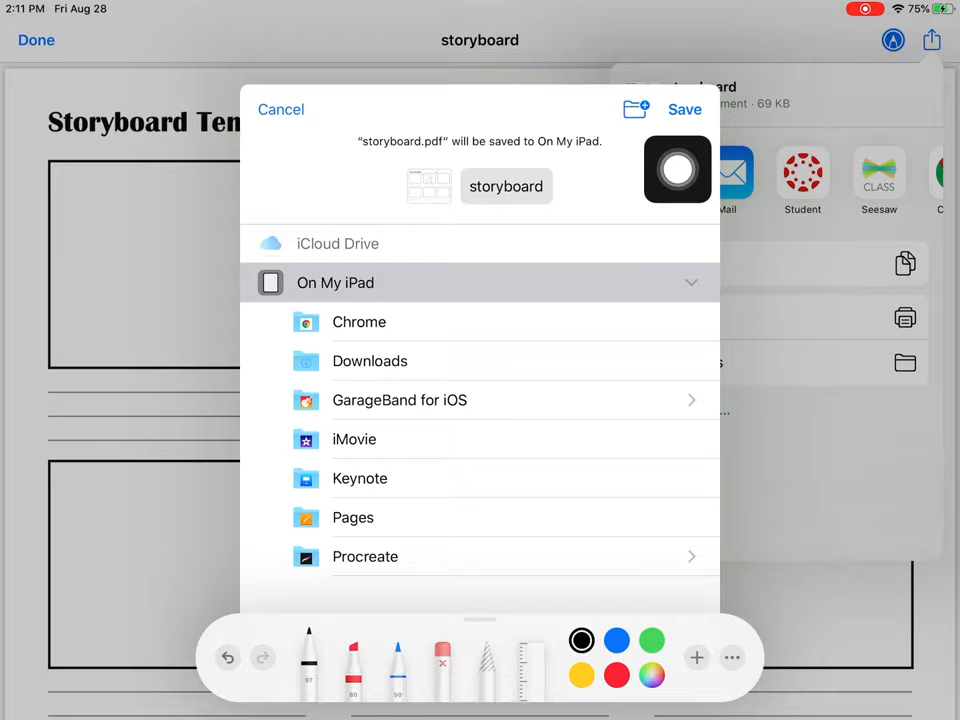 2:11 PM Fri Aug 28
75%
Done
storyboard
Storyboard Tem
Cancel
Save
"storyboard.pdf" will be saved to On My iPad.
storyboard
69 KB
Mail
Student
CLASS
Seesaw
iCloud Drive
On My iPad
Chrome
Downloads
GarageBand for iOS
iMovie
Keynote
Pages
Procreate
97
80
50